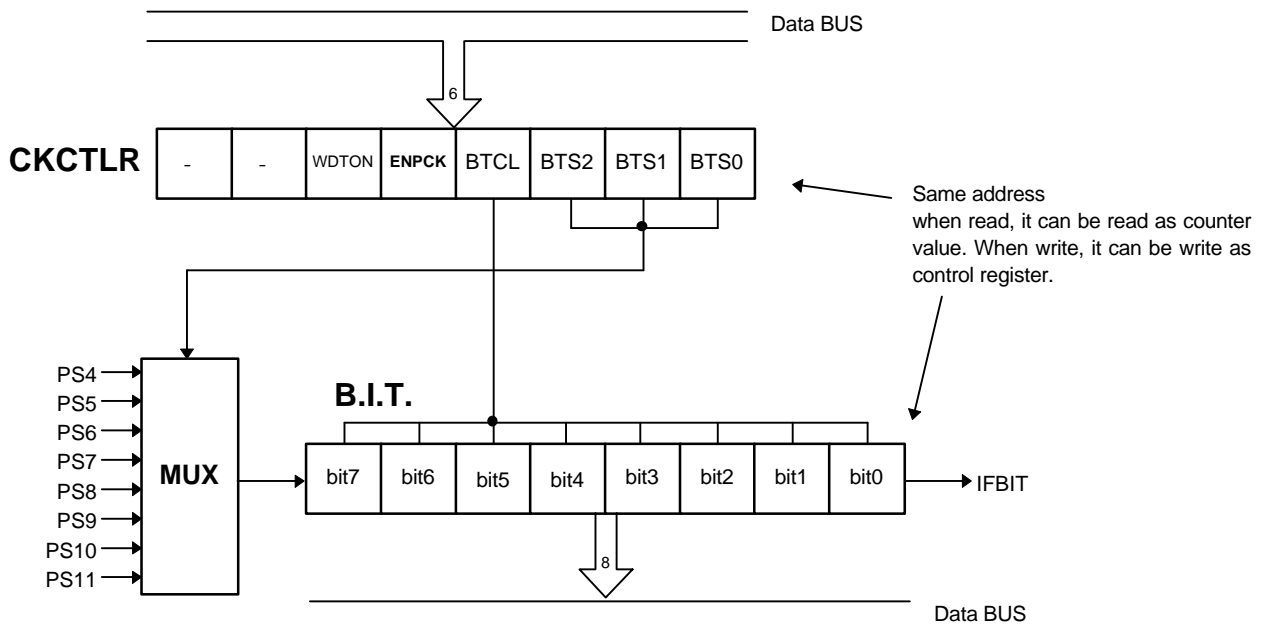 Data BUS
6
CKCTLR
-
-
WDTON
ENPCK
BTCL
BTS2
BTS1
BTS0
Same address
when read, it can be read as counter
value. When write, it can be write as
control register.
PS4
PS5
PS6
PS7
PS8
PS9
PS10
PS11
MUX
B.I.T.
bit7
bit6
bit5
bit4
bit3
bit2
bit1
bit0
IFBIT
8
Data BUS